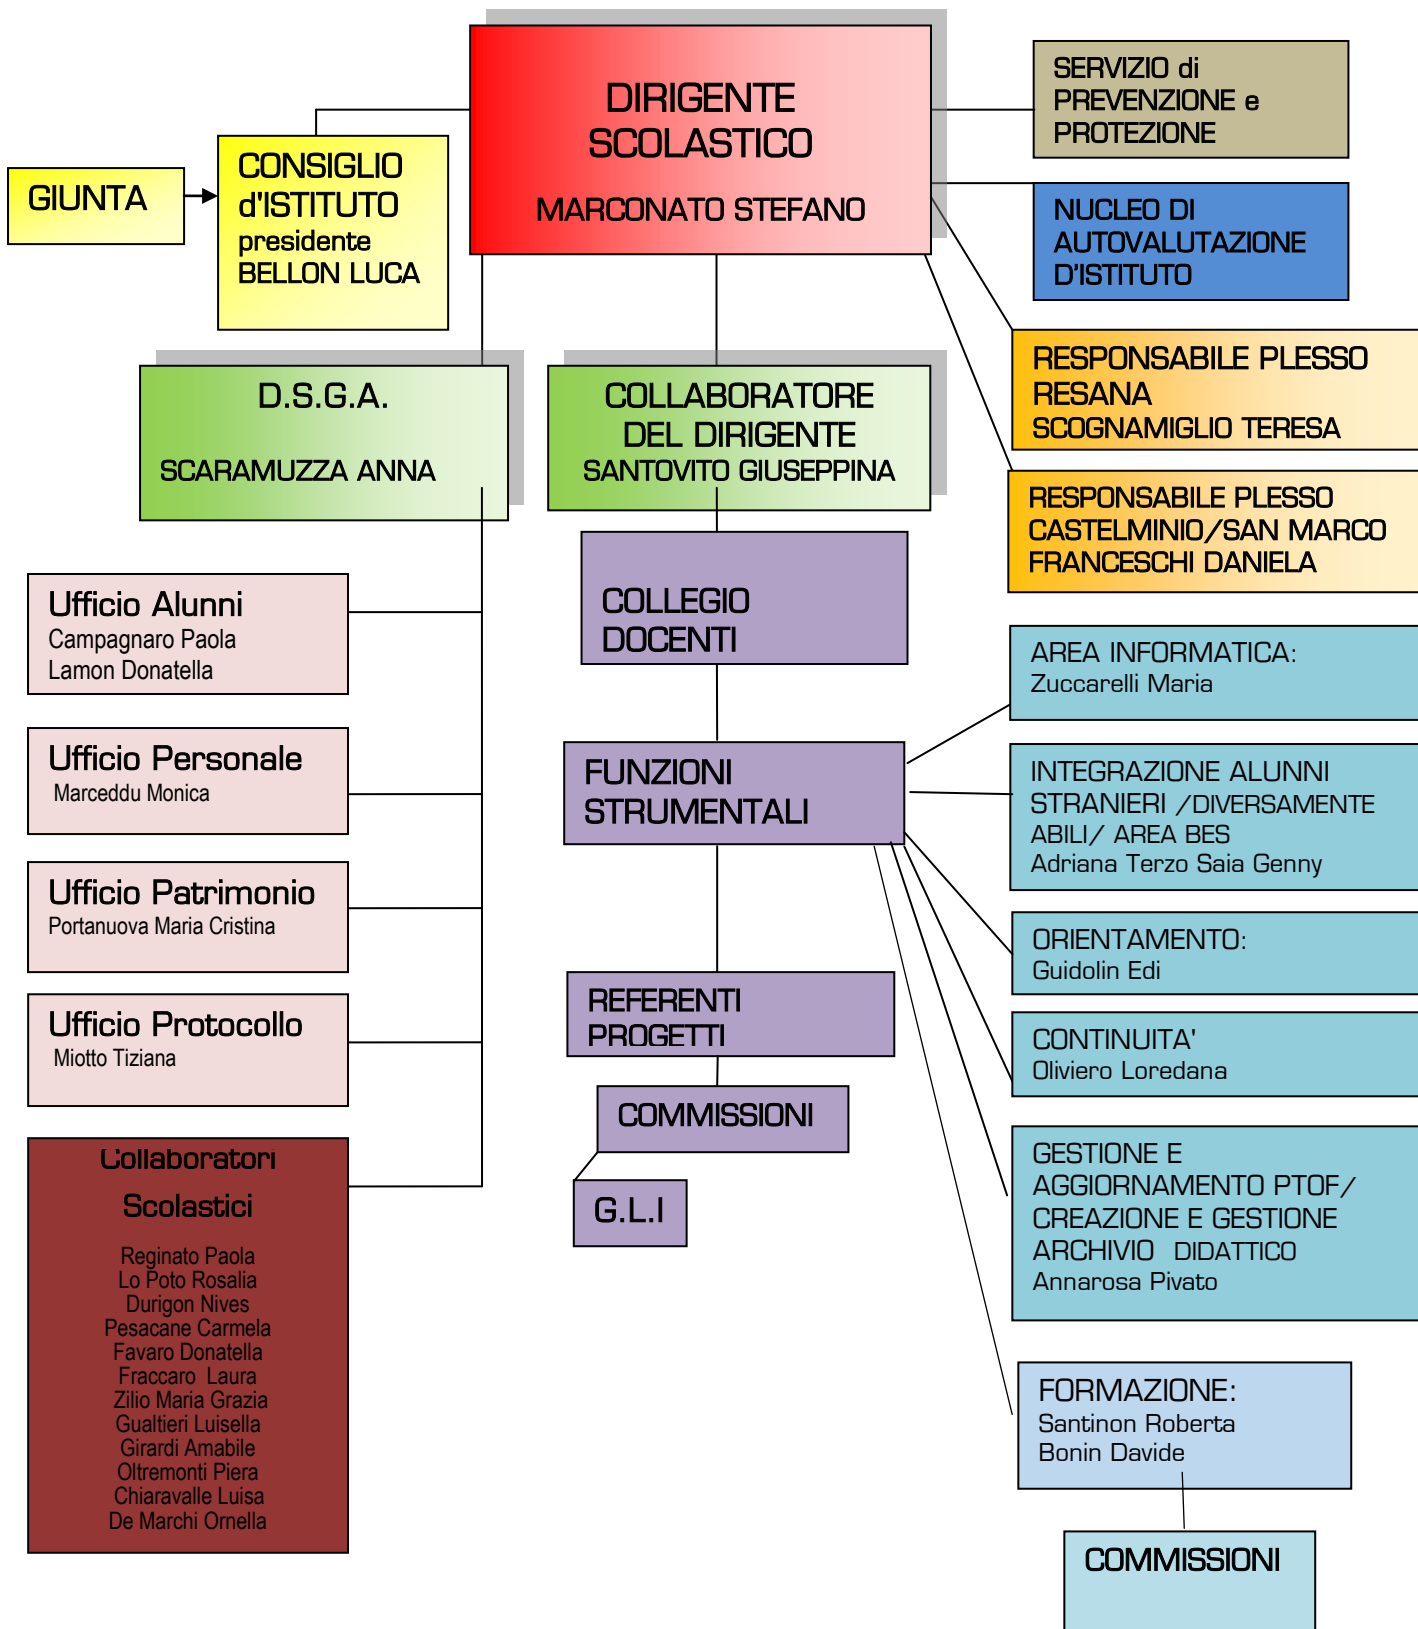 DIRIGENTE
SCOLASTICO
MARCONATO STEFANO
SERVIZIO di
PREVENZIONE e
PROTEZIONE
GIUNTA
CONSIGLIO
d'ISTITUTO
presidente
BELLON LUCA
NUCLEO DI
AUTOVALUTAZIONE
D'ISTITUTO
RESPONSABILE PLESSO
RESANA
SCOGNAMIGLIO TERESA
D.S.G.A.
SCARAMUZZA ANNA
COLLABORATORE
DEL DIRIGENTE
SANTOVITO GIUSEPPINA
RESPONSABILE PLESSO
CASTELMINIO/SAN MARCO
FRANCESCHI DANIELA
Ufficio Alunni
Campagnaro Paola
Lamon Donatella
Ufficio Personale
Marceddu Monica
Ufficio Patrimonio
Portanuova Maria Cristina
Ufficio Protocollo
Miotto Tiziana
Collaboratori
Scolastici
Reginato Paola
Lo Poto Rosalia
Durigon Nives
Pesacane Carmela
Favaro Donatella
Fraccaro Laura
Zilio Maria Grazia
Gualtieri Luisella
Girardi Amabile
Oltremonti Piera
Chiaravalle Luisa
De Marchi Ornella
COLLEGIO
DOCENTI
FUNZIONI
STRUMENTALI
REFERENTI
PROGETTI
COMMISSIONI
G.L.I
AREA INFORMATICA:
Zuccarelli Maria
INTEGRAZIONE ALUNNI
STRANIERI /DIVERSAMENTE
ABILI/ AREA BES
Adriana Terzo Saia Genny
ORIENTAMENTO:
Guidolin Edi
CONTINUITA'
Oliviero Loredana
GESTIONE E
AGGIORNAMENTO PTOF/
CREAZIONE E GESTIONE
ARCHIVIO DIDATTICO
Annarosa Pivato
FORMAZIONE:
Santinon Roberta
Bonin Davide
COMMISSIONI